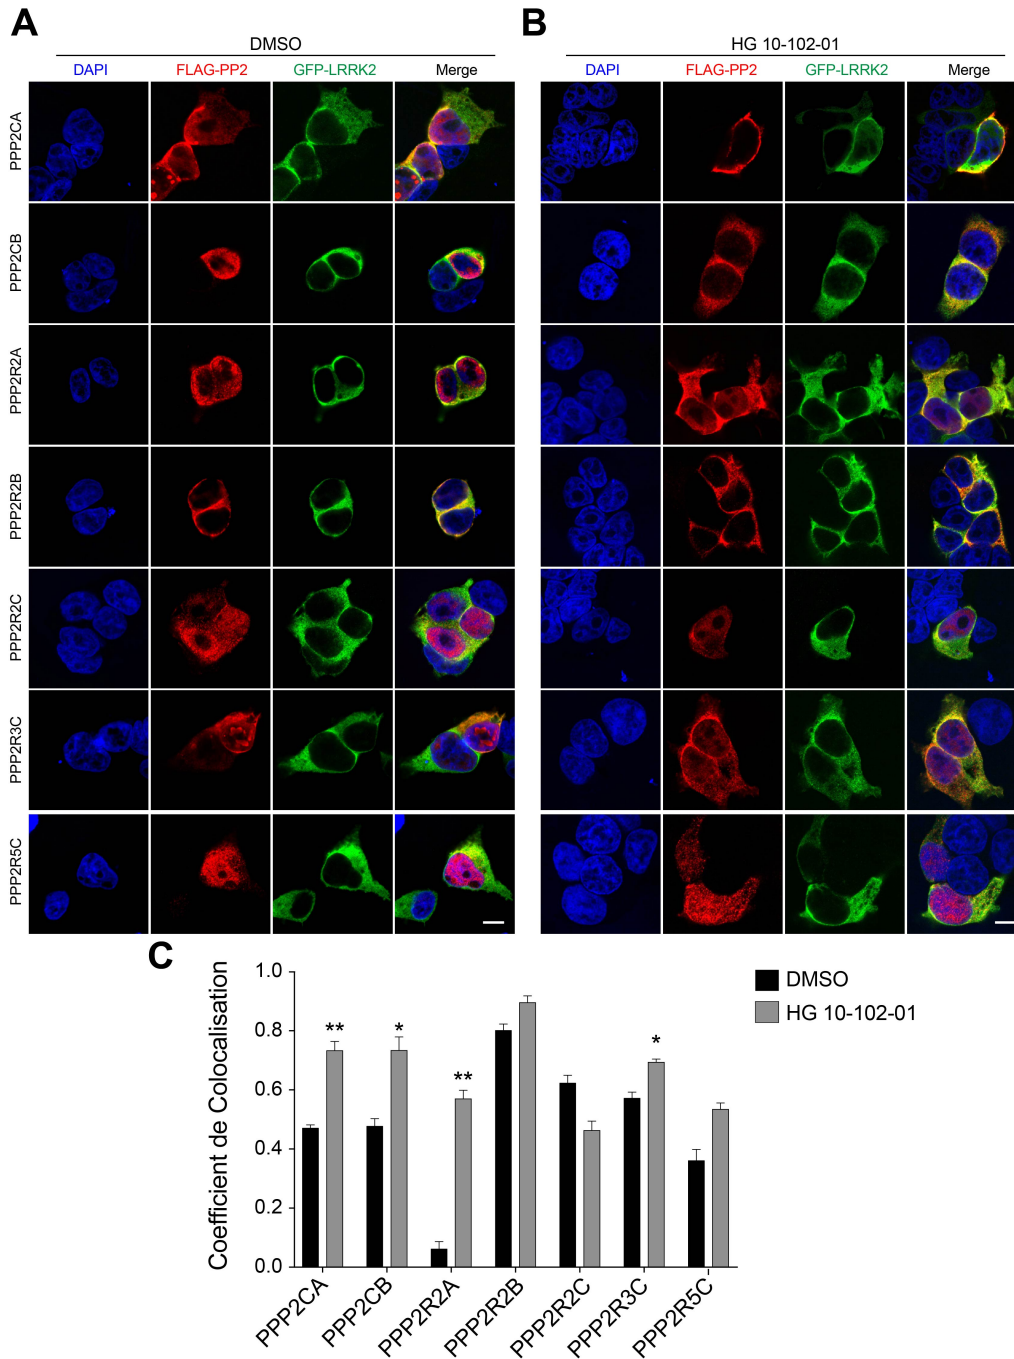 A
B
DMSO
HG 10-102-01
DAPI FLAG-PP2 GFP-LRRK2 Merge
DAPI FLAG-PP2 GFP-LRRK2 Merge
PPP2CA
PPP2CB
PPP2R2A
PPP2R2B
PPP2R2C
PPP2R3C
PPP2R5C
C
Coefficient de Colocalisation
1.0
0.8
0.6
0.4
0.2
0.0
** * ** *
DMSO
HG 10-102-01
PPP2CA PPP2CB PPP2R2A PPP2R2B PPP2R2C PPP2R3C PPP2R5C